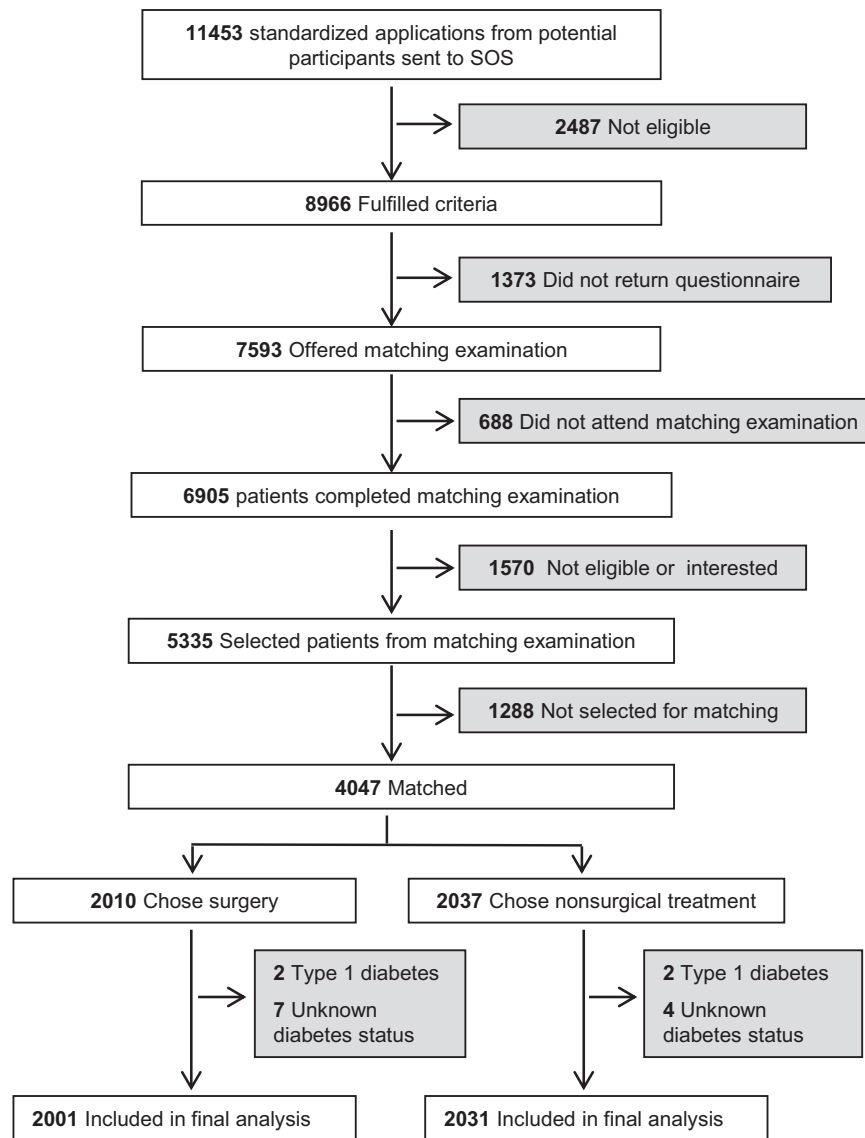 11453 standardized applications from potential
participants sent to SOS
2487 Not eligible
8966 Fulfilled criteria
1373 Did not return questionnaire
7593 Offered matching examination
688 Did not attend matching examination
6905 patients completed matching examination
1570 Not eligible or interested
5335 Selected patients from matching examination
1288 Not selected for matching
4047 Matched
2010 Chose surgery
2037 Chose nonsurgical treatment
2 Type 1 diabetes
7 Unknown
diabetes status
2 Type 1 diabetes
4 Unknown
diabetes status
2001 Included in final analysis
2031 Included in final analysis